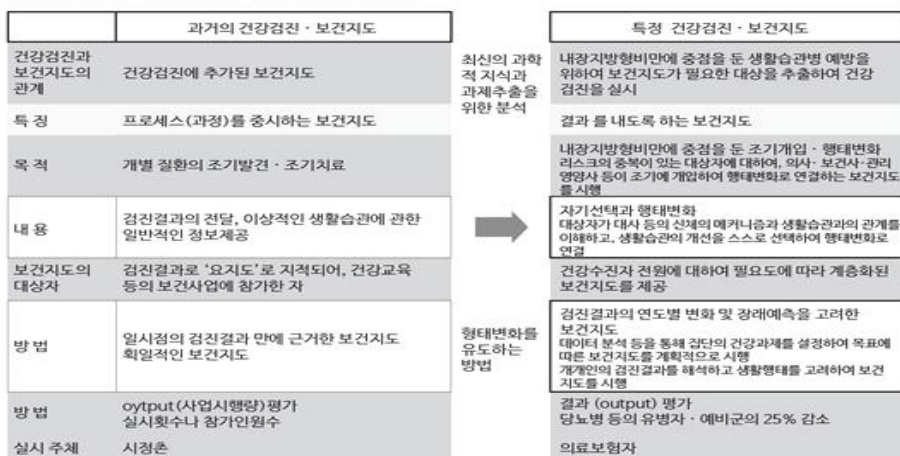 과거의 건강검진 · 보건지도
특정 건강검진 · 보건지도
건강검진과
보건지도의
관계
건강검진에 추가된 보건지도
최신의 과학
적 지식과
과제추출을
위한 분석
내장지방형비만에 중점을 둔 생활습관병 예방을
위하여 보건지도가 필요한 대상을 추출하여 건강
검진을 실시
특 징
프로세스(과정)를 중시하는 보건지도
결과 를 내도록 하는 보건지도
목 적
개별 질환의 조기발견 · 조기치료
내장지방형비만에 중점을 둔 조기개입 · 행태변화
리스크의 중복이 있는 대상자에 대하여, 의사· 보건사·관리
영양사 등이 조기에 개입하여 행태변화로 연결하는 보건지도
를 시행
내 용
검진결과의 전달, 이상적인 생활습관에 관한
일반적인 정보제공
자기선택과 행태변화
대상자가 대사 등의 신체의 메커니즘과 생활습관과의 관계를
이해하고, 생활습관의 개선을 스스로 선택하여 행태변화로
연결
보건지도의
대상자
검진결과로 '요지도'로 지적되어, 건강교육
등의 보건사업에 참가한 자
건강수진자 전원에 대하여 필요도에 따라 계층화된
보건지도를 제공
방 법
일시점의 검진결과 만에 근거한 보건지도
획일적인 보건지도
형태변화를
유도하는
방법
검진결과의 연도별 변화 및 장래예측을 고려한
보건지도
데이터 분석 등을 통해 집단의 건강과제를 설정하여 목표에
따른 보건지도를 계획적으로 시행
개개인의 검진결과를 해석하고 생활행태를 고려하여 보건
지도를 시행
방 법
oytput(사업시행량)평가
실시횟수나 참가인원수
결과 (output) 평가
당뇨병 등의 유병자 · 예비군의 25% 감소
실시 주체
시정촌
의료보험자